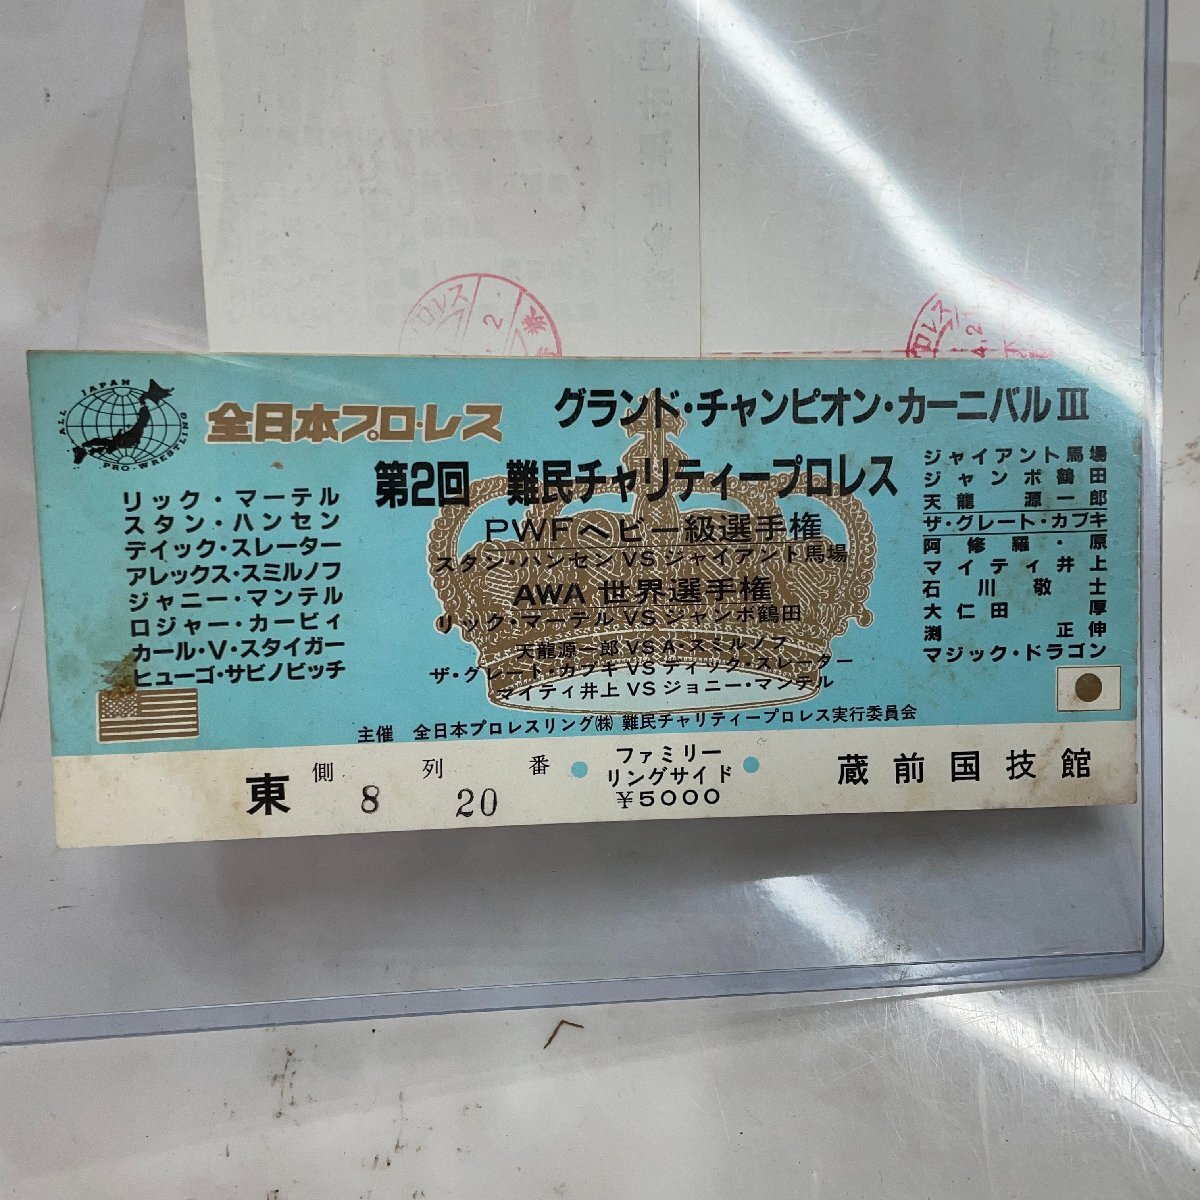 ALL JAPAN PRO-WRESTLING
全日本プロ・レス
グランド・チャンピオン・カーニバルⅢ
第2回 難民チャリティープロレス
PWFヘビー級選手権
スタン・ハンセン VS ジャイアント馬場
AWA 世界選手権
リック・マーテル VS ジャンボ鶴田
天龍源一郎 VS A・スミルノフ
ザ・グレート・カブキ VS ディック・スレーター
マイティ井上 VS ジョニー・マンテル
リック・マーテル
スタン・ハンセン
ディック・スレーター
アレックス・スミルノフ
ジャニー・マンテル
ロジャー・カービィ
カール・V・スタイガー
ヒューゴ・サビノビッチ
ジャイアント馬場
ジャンボ鶴田
天龍源一郎
ザ・グレート・カブキ
阿修羅・原
マイティ井上
石川敬士
大仁田厚
渕正伸
マジック・ドラゴン
主催 全日本プロレスリング㈱ 難民チャリティープロレス実行委員会
東 側 8 列 20 番
ファミリー
リングサイド
¥5000
蔵前国技館
プロレス
プロレス